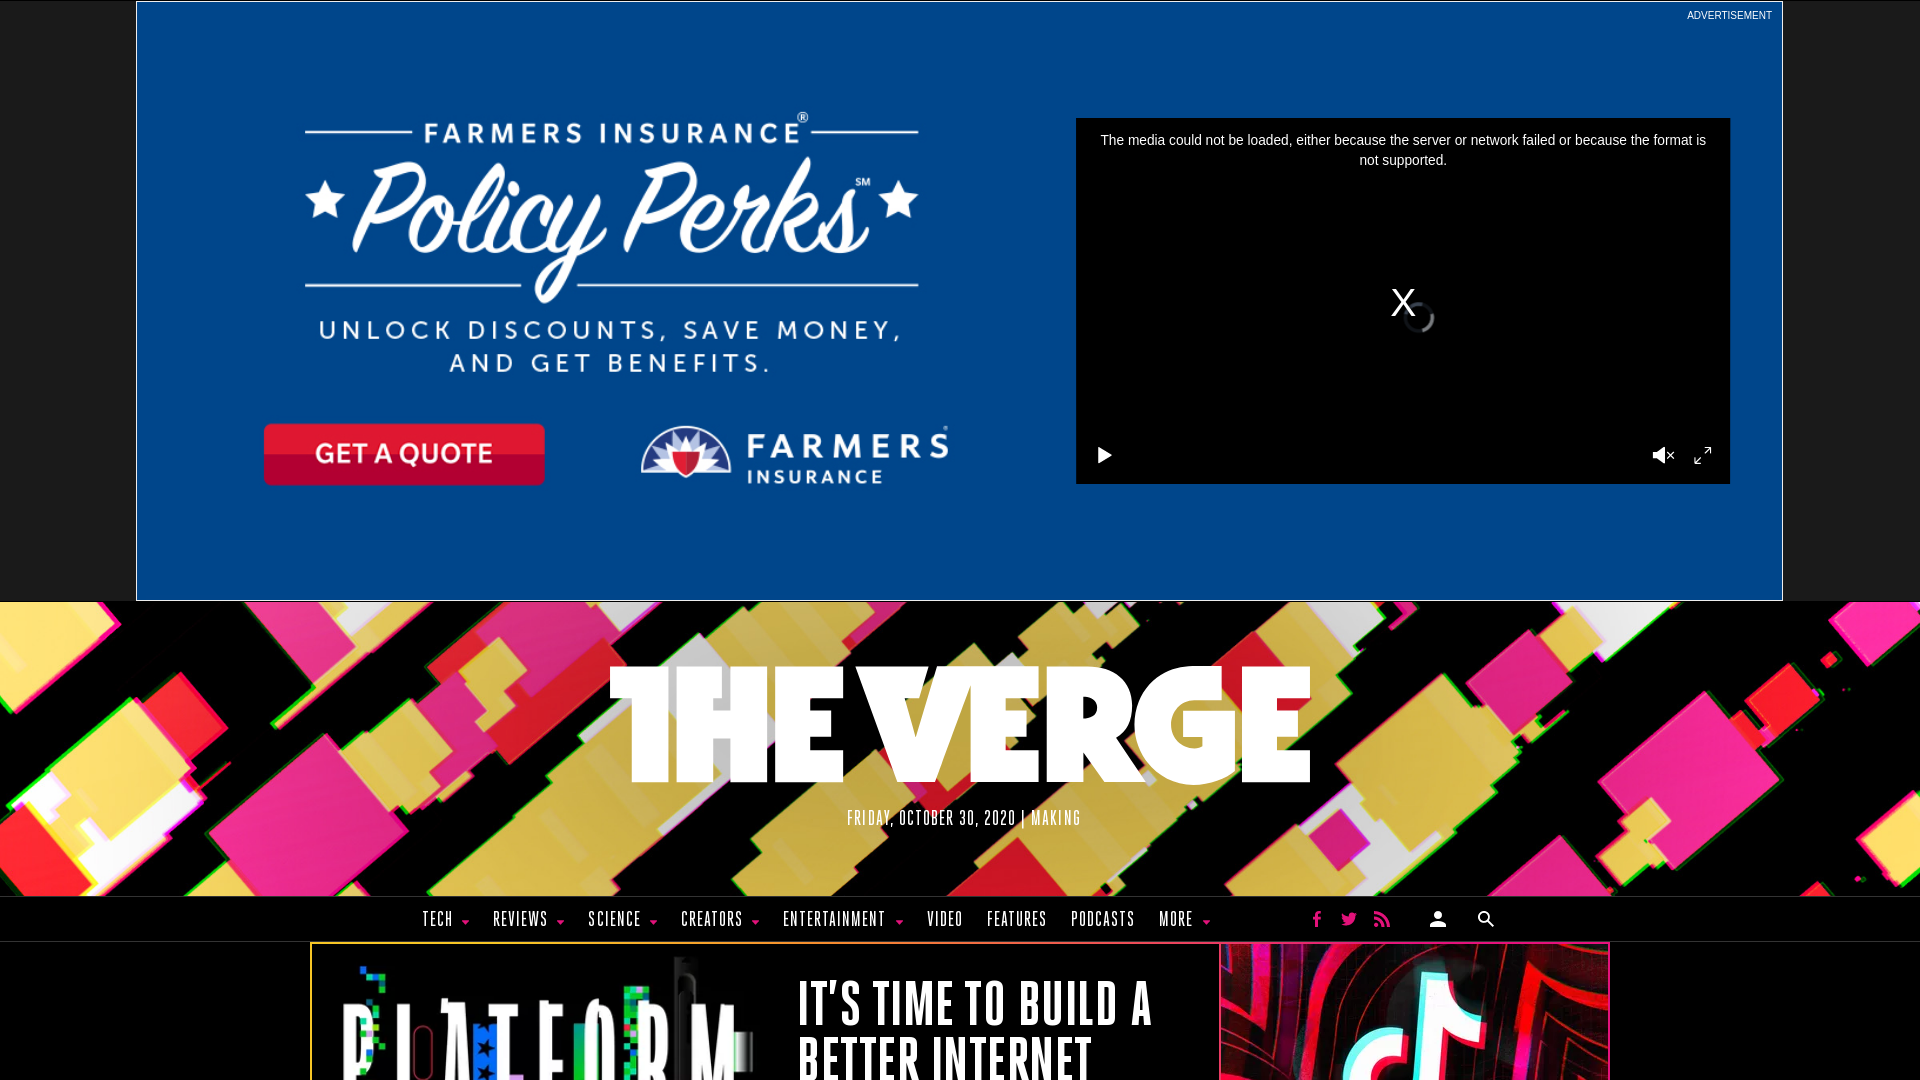 ADVERTISEMENT
FARMERS INSURANCE®
Policy Perks℠
UNLOCK DISCOUNTS, SAVE MONEY,
AND GET BENEFITS.
GET A QUOTE
FARMERS®
INSURANCE
The media could not be loaded, either because the server or network failed or because the format is
not supported.
X
THE VERGE
FRIDAY, OCTOBER 30, 2020 | MAKING
TECH REVIEWS SCIENCE CREATORS ENTERTAINMENT VIDEO FEATURES PODCASTS MORE
PLATFORM
IT'S TIME TO BUILD A
BETTER INTERNET